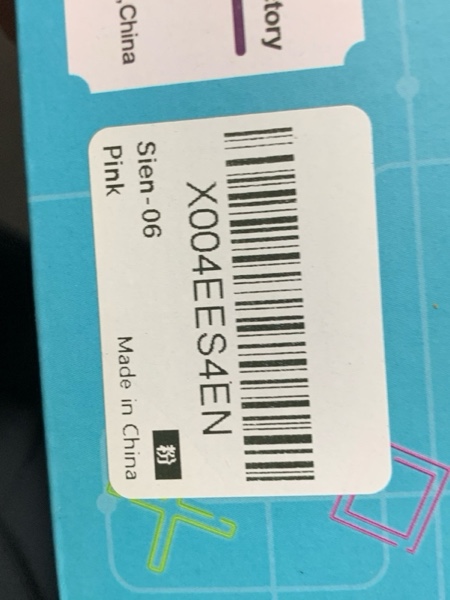 tory
,China
X004EES4EN
Sien-06
Pink
粉
Made in China